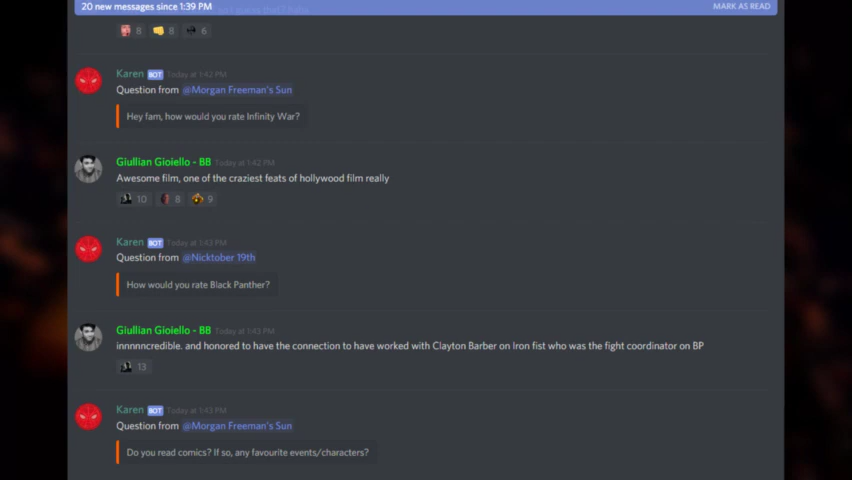 20 new messages since 1:39 PM
MARK AS READ
8 8 6
Karen BOT Today at 1:42 PM
Question from @Morgan Freeman's Sun
Hey fam, how would you rate Infinity War?
Giullian Gioiello - BB Today at 1:42 PM
Awesome film, one of the craziest feats of hollywood film really
10 8 9
Karen BOT Today at 1:43 PM
Question from @Nicktober 19th
How would you rate Black Panther?
Giullian Gioiello - BB Today at 1:43 PM
innnnncredible. and honored to have the connection to have worked with Clayton Barber on iron fist who was the fight coordinator on BP
13
Karen BOT Today at 1:43 PM
Question from @Morgan Freeman's Sun
Do you read comics? If so, any favourite events/characters?